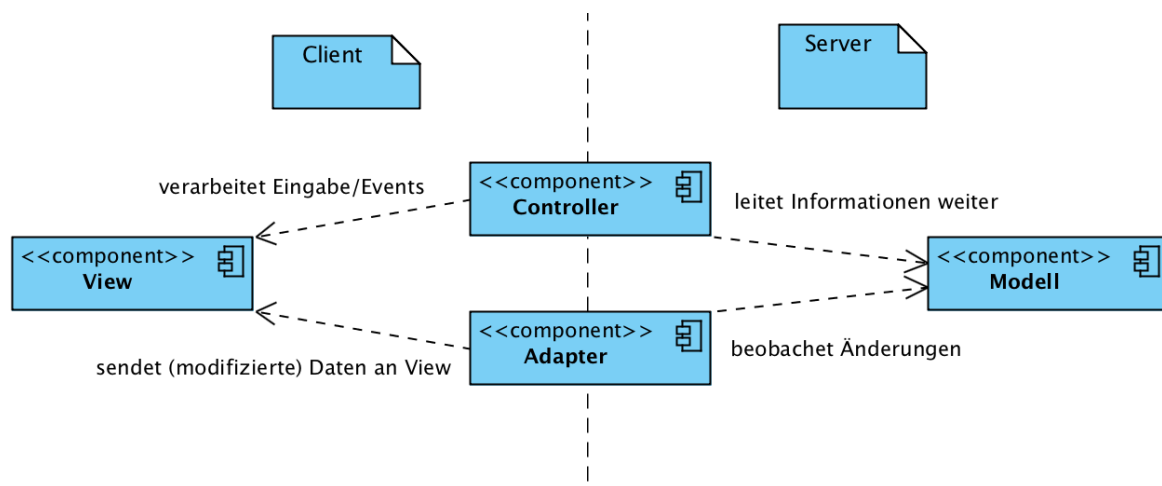 Client
Server
verarbeitet Eingabe/Events
<<component>>
Controller
leitet Informationen weiter
<<component>>
View
<<component>>
Modell
<<component>>
Adapter
sendet (modifizierte) Daten an View
beobachet Änderungen